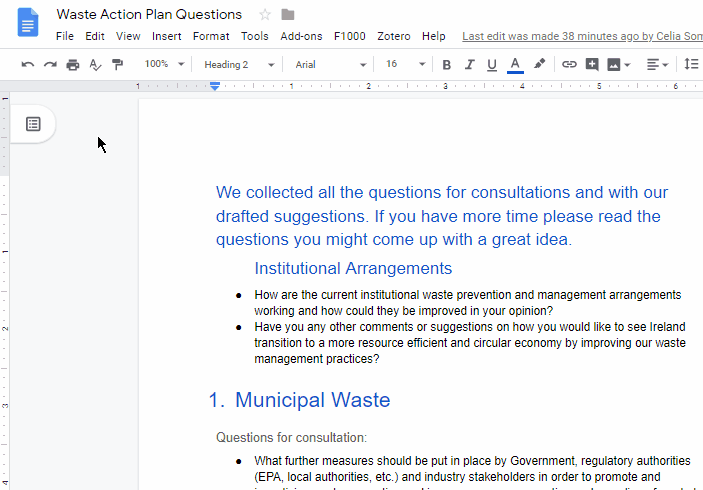 Waste Action Plan Questions
File Edit View Insert Format Tools Add-ons F1000 Zotero Help Last edit was made 38 minutes ago by Celia Som
100% Heading 2 Arial 16 B I U A
1 1 2 3 4 5 6
We collected all the questions for consultations and with our
drafted suggestions. If you have more time please read the
questions you might come up with a great idea.
Institutional Arrangements
● How are the current institutional waste prevention and management arrangements
working and how could they be improved in your opinion?
● Have you any other comments or suggestions on how you would like to see Ireland
transition to a more resource efficient and circular economy by improving our waste
management practices?
1. Municipal Waste
Questions for consultation:
● What further measures should be put in place by Government, regulatory authorities
(EPA, local authorities, etc.) and industry stakeholders in order to promote and